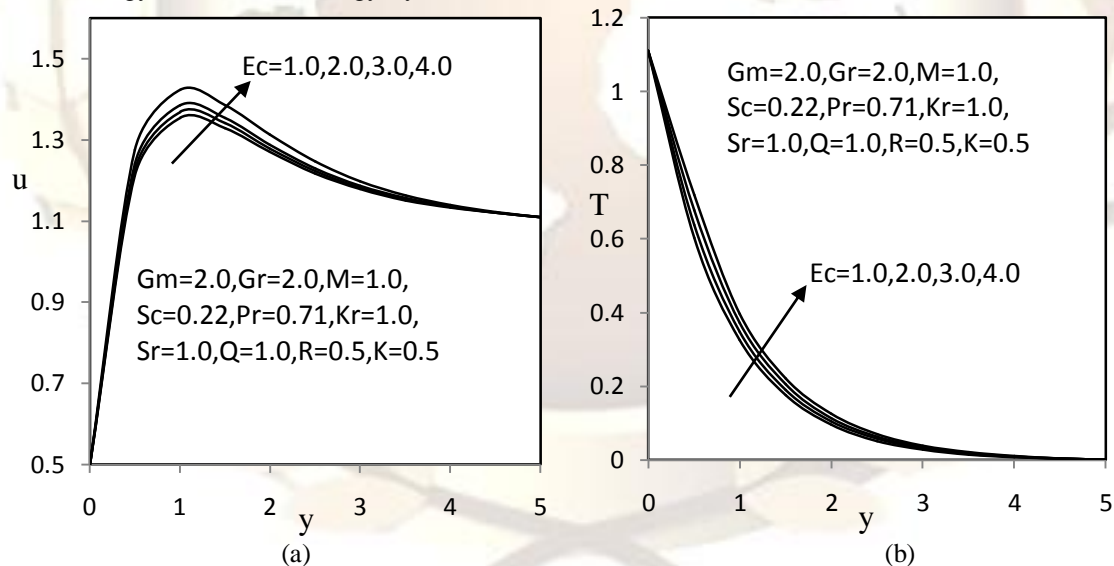 1.5
1.3
1.1
0.9
0.7
0.5
u
Ec=1.0,2.0,3.0,4.0
Gm=2.0,Gr=2.0,M=1.0,
Sc=0.22,Pr=0.71,Kr=1.0,
Sr=1.0,Q=1.0,R=0.5,K=0.5
0 1 2 3 4 5
y
(a)
1.2
1
0.8
0.6
0.4
0.2
0
T
Gm=2.0,Gr=2.0,M=1.0,
Sc=0.22,Pr=0.71,Kr=1.0,
Sr=1.0,Q=1.0,R=0.5,K=0.5
Ec=1.0,2.0,3.0,4.0
0 1 2 3 4 5
y
(b)